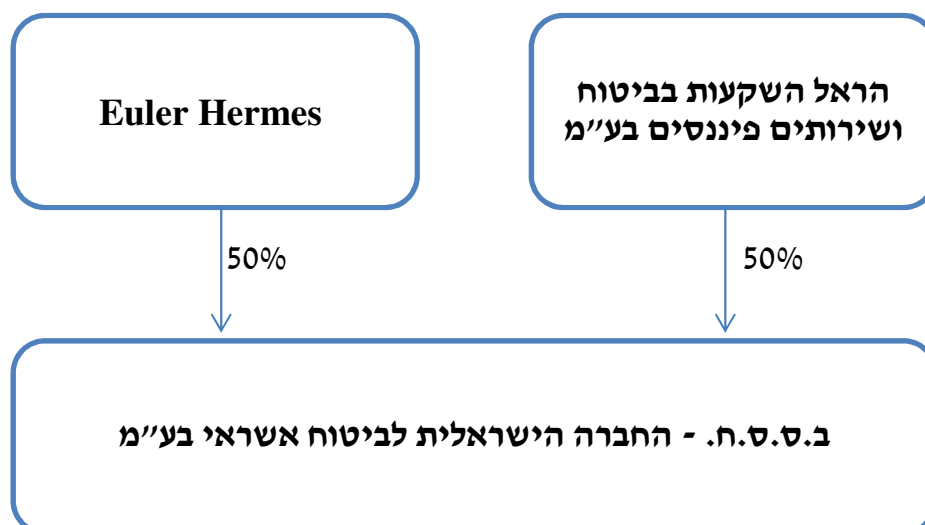 Euler Hermes
הראל השקעות בביטוח
ושירותים פיננסים בע״מ
50%
50%
ב.ס.ס.ח. - החברה הישראלית לביטוח אשראי בע״מ